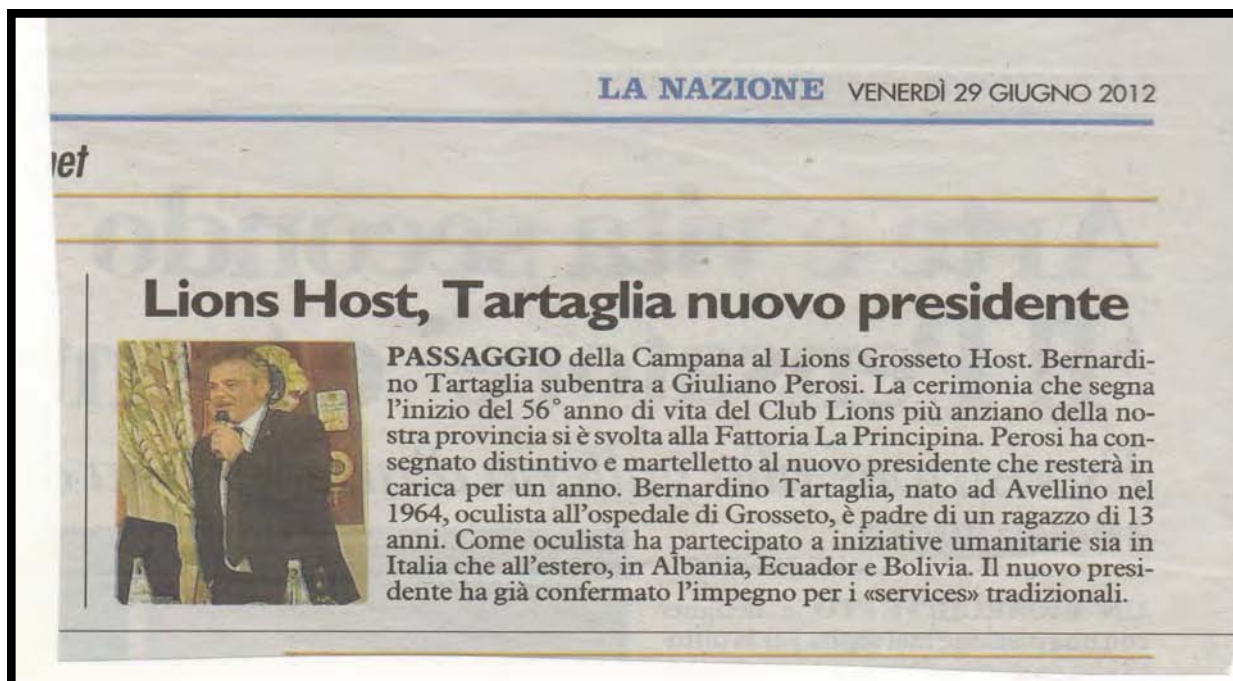 LA NAZIONE VENERDÌ 29 GIUGNO 2012
net
Lions Host, Tartaglia nuovo presidente
PASSAGGIO della Campana al Lions Grosseto Host. Bernardi-
no Tartaglia subentra a Giuliano Perosi. La cerimonia che segna
l'inizio del 56° anno di vita del Club Lions più anziano della no-
stra provincia si è svolta alla Fattoria La Principina. Perosi ha con-
segnato distintivo e martelletto al nuovo presidente che resterà in
carica per un anno. Bernardino Tartaglia, nato ad Avellino nel
1964, oculista all'ospedale di Grosseto, è padre di un ragazzo di 13
anni. Come oculista ha partecipato a iniziative umanitarie sia in
Italia che all'estero, in Albania, Ecuador e Bolivia. Il nuovo presi-
dente ha già confermato l'impegno per i «services» tradizionali.